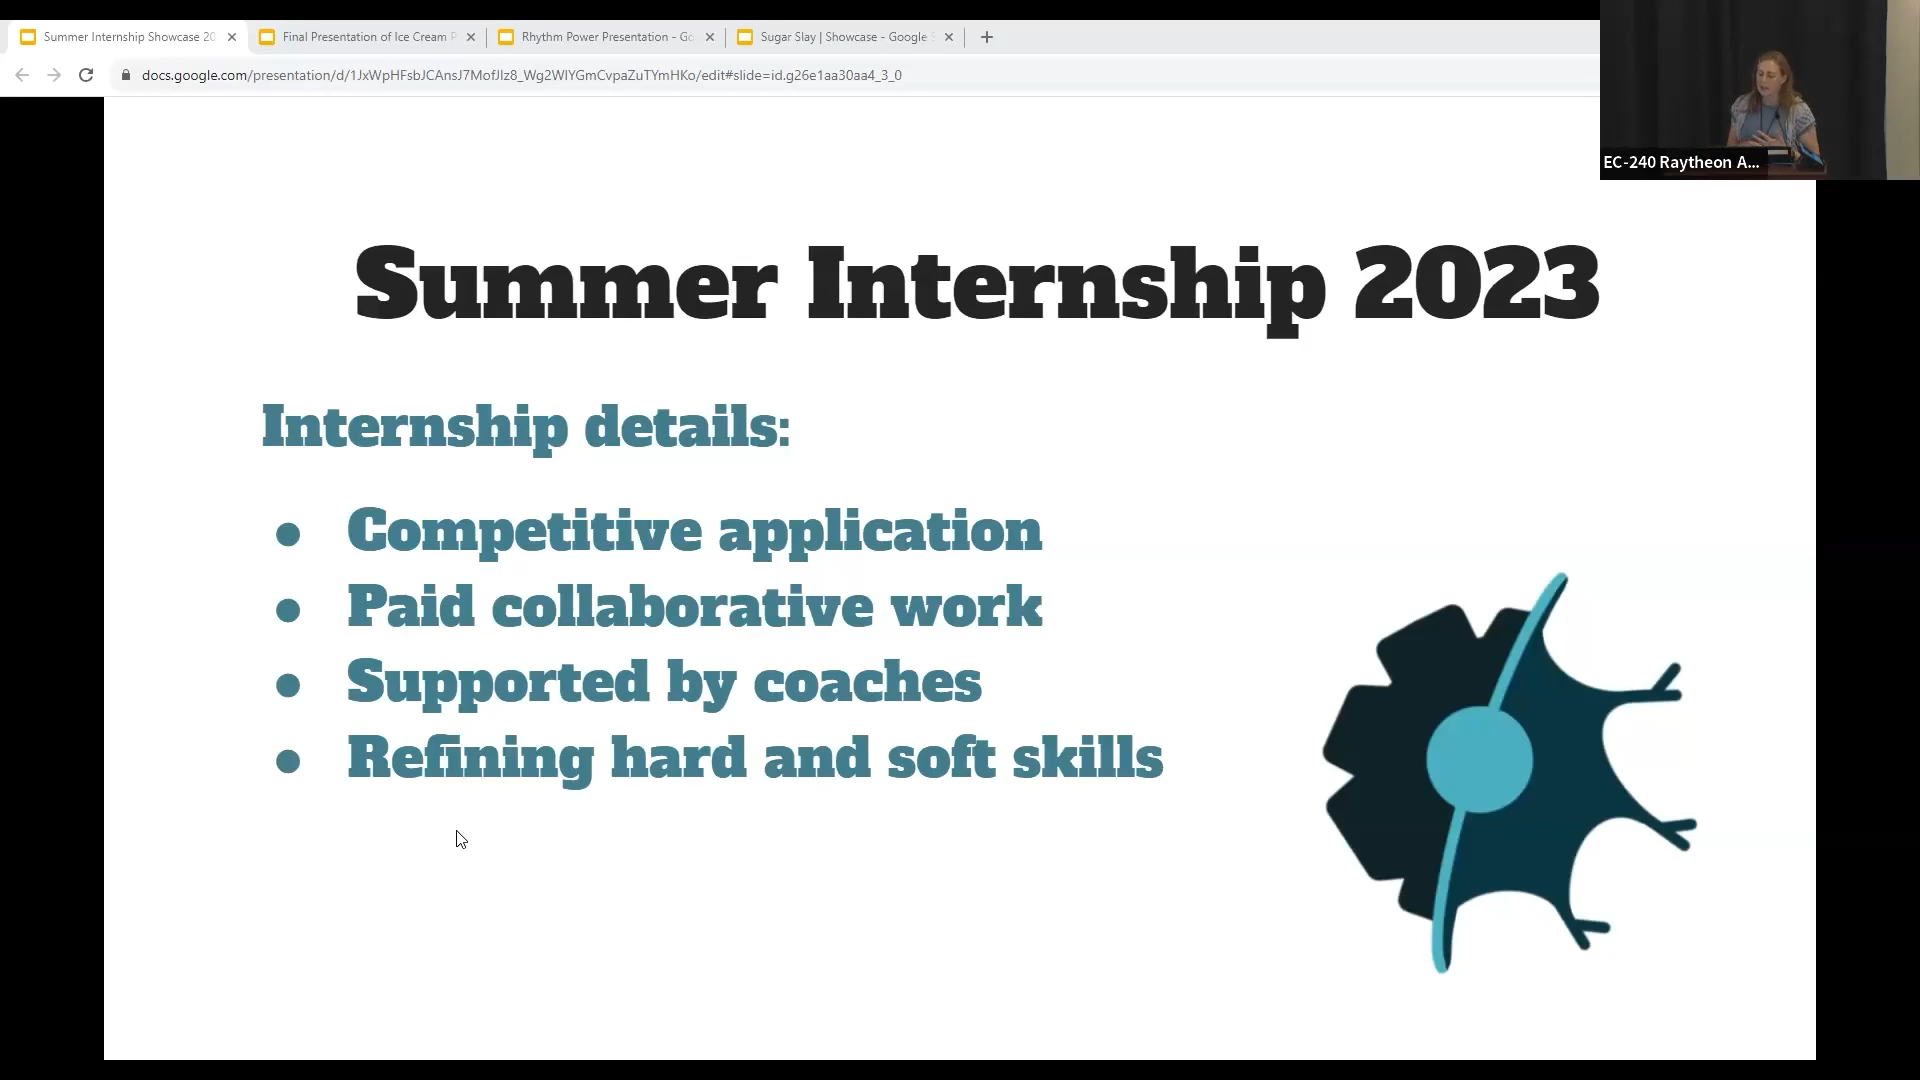 Summer Internship Showcase 20
Final Presentation of Ice Cream P
Rhythm Power Presentation - Go
Sugar Slay | Showcase - Google S
docs.google.com/presentation/d/1JxWpHFsbJCAnsJ7MofJlz8_Wg2WlYGmCvpaZuTYmHKo/edit#slide=id.g26e1aa30aa4_3_0
EC-240 Raytheon A...
Summer Internship 2023
Internship details:
● Competitive application
● Paid collaborative work
● Supported by coaches
● Refining hard and soft skills